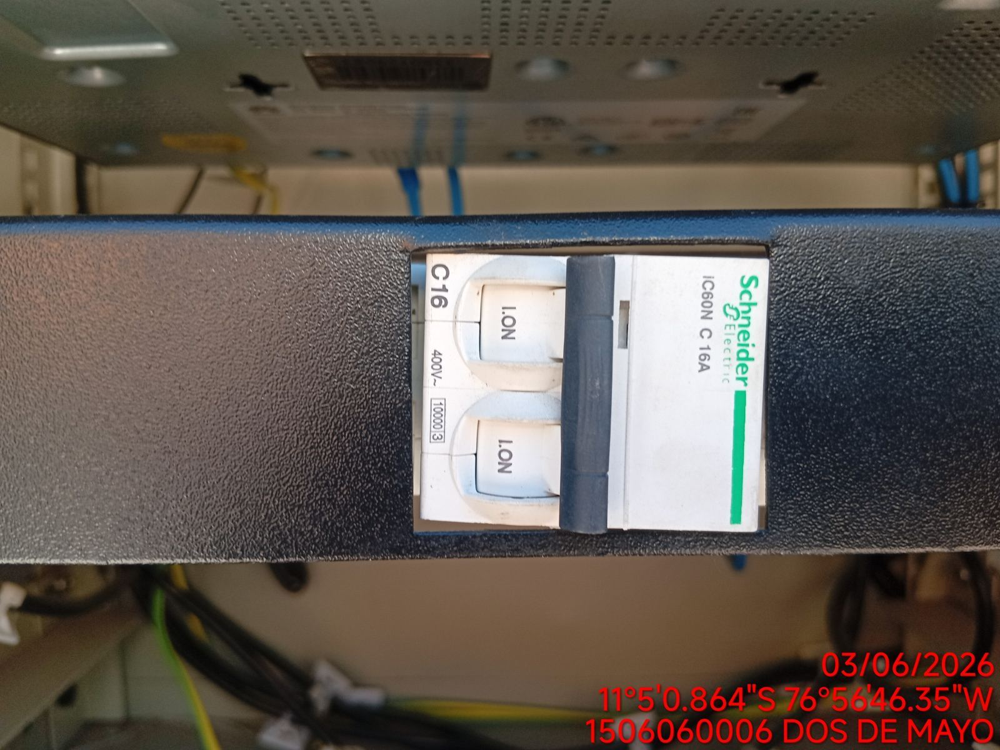 Schneider
Electric
iC60N C 16A
I.ON
I.ON
C16
400V~
10000 3
03/06/2026
11°5'0.864"S 76°56'46.35"W
1506060006 DOS DE MAYO